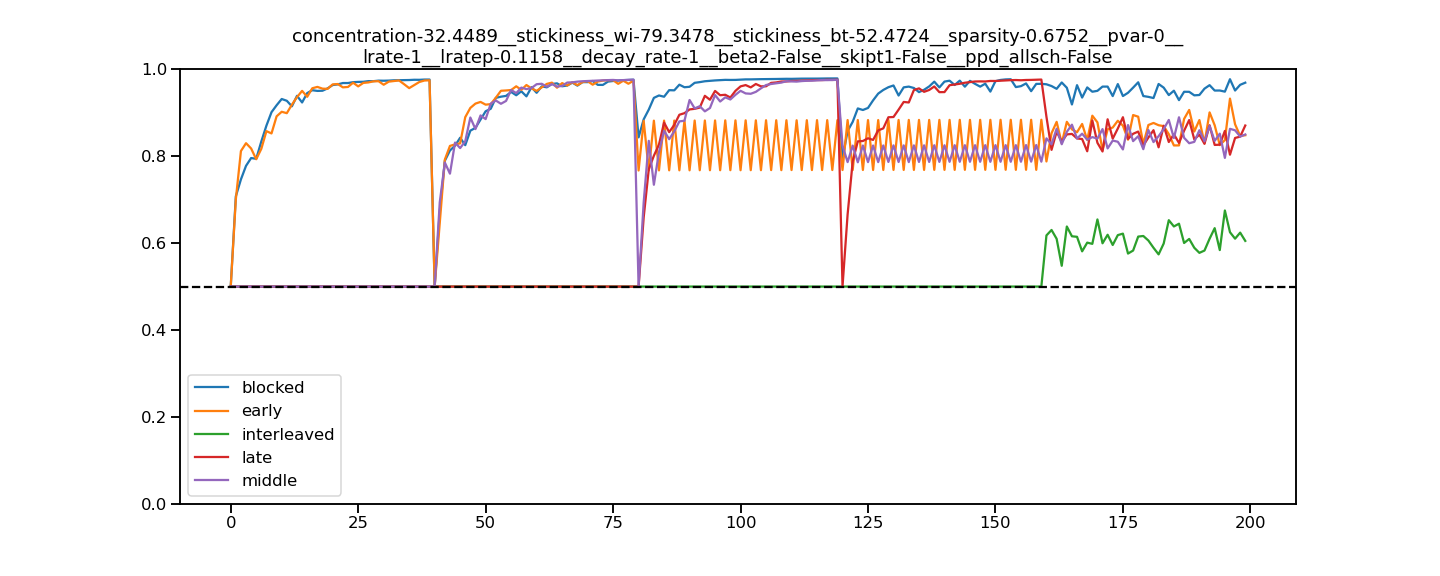 concentration-32.4489__stickiness_wi-79.3478__stickiness_bt-52.4724__sparsity-0.6752__pvar-0__
lrate-1__lratep-0.1158__decay_rate-1__beta2-False__skipt1-False__ppd_allsch-False
1.0
0.8
0.6
0.4
0.2
0.0
blocked
early
interleaved
late
middle
0 25 50 75 100 125 150 175 200